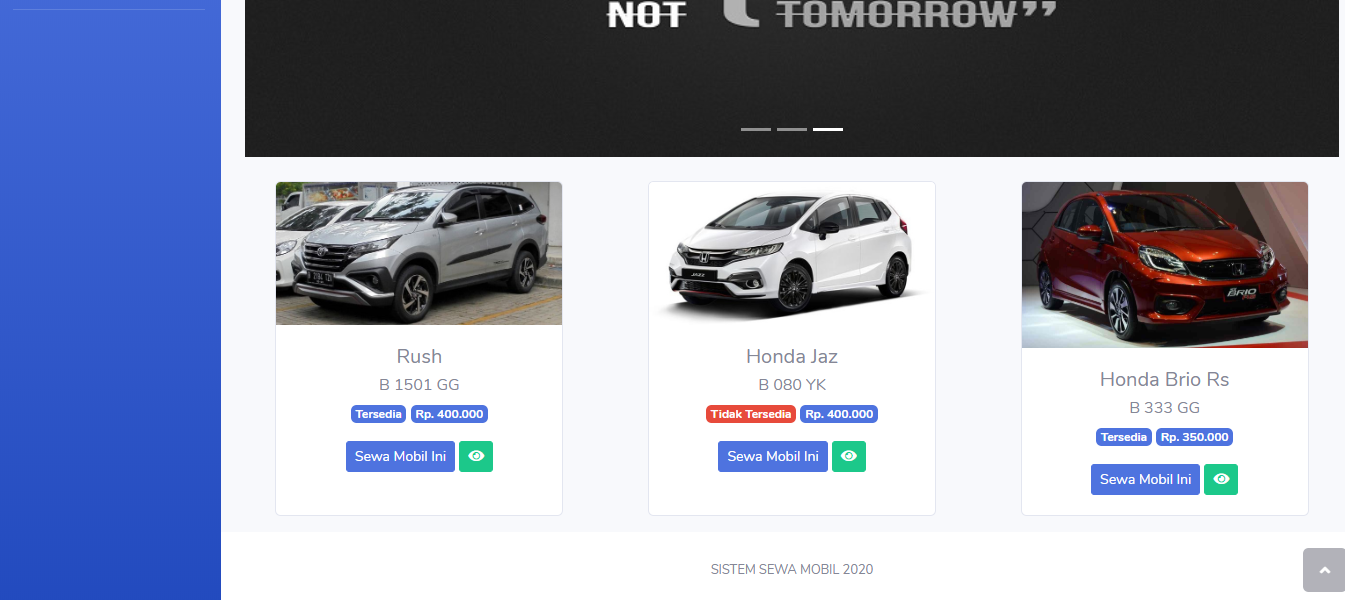 NOT TOMORROW”
Rush
B 1501 GG
Tersedia Rp. 400.000
Sewa Mobil Ini
JAZZ
Honda Jaz
B 080 YK
Tidak Tersedia Rp. 400.000
Sewa Mobil Ini
BRIO
Honda Brio Rs
B 333 GG
Tersedia Rp. 350.000
Sewa Mobil Ini
SISTEM SEWA MOBIL 2020